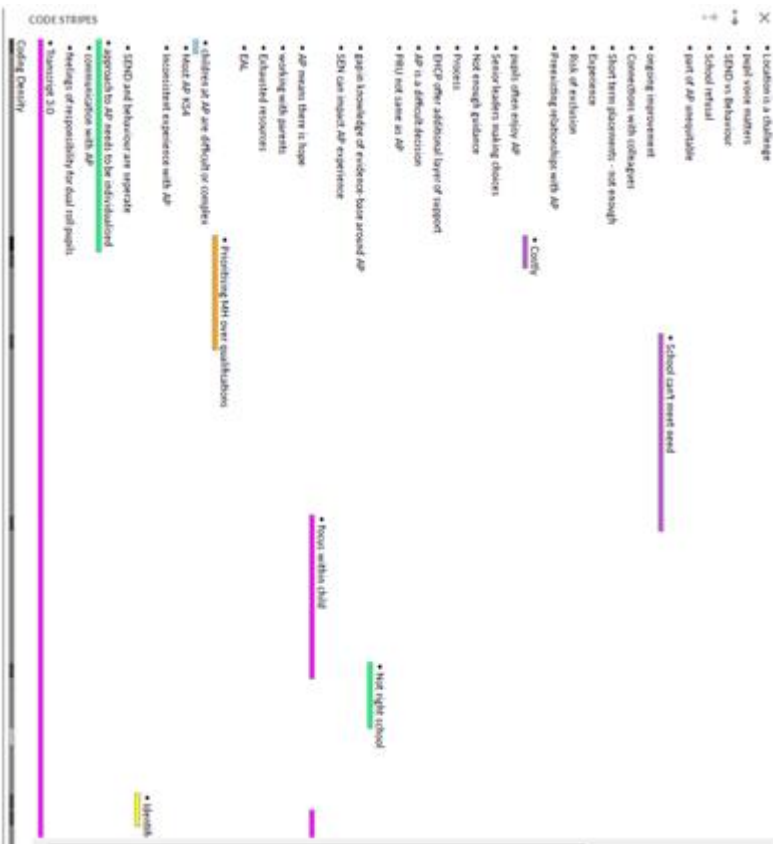 CODE STRIPES
Location is a challenge
pupil voice matters
SEND vs Behaviour
School refusal
part of AP unequitable
School can't meet need
ongoing improvement
Connections with colleagues
Short term placements - not enough
Experience
Risk of exclusion
Preexisting relationships with AP
Costly
pupils often enjoy AP
Senior leaders making choices
Not enough guidance
Process
EHCP offer additional layer of support
AP is a difficult decision
PRU not same as AP
Not right school
gap in knowledge of evidence-base around AP
SEN can impact AP experience
focus within child
AP means there is hope
working with parents
Exhausted resources
EAL
Prioritising MH over qualifications
children at AP are difficult or complex
Most AP KS4
Inconsistent experience with AP
Identifi
SEND and behaviour are seperate
approach to AP needs to be individualised
communication with AP
feelings of responsibility for dual roll pupils
Transcript 3.0
Coding Density